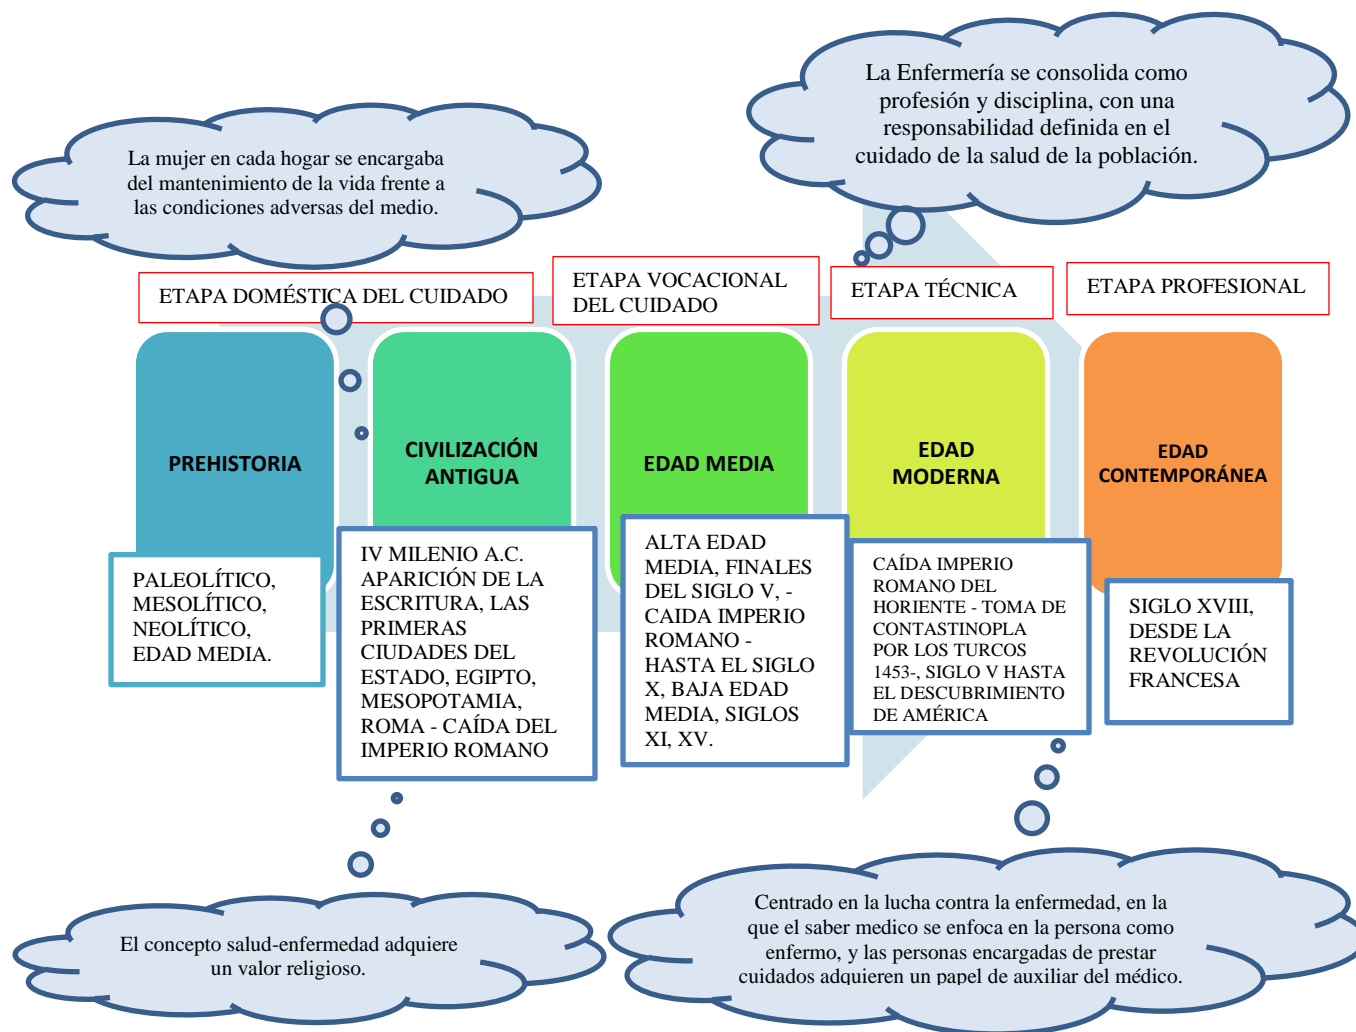 La Enfermería se consolida como
profesión y disciplina, con una
responsabilidad definida en el
cuidado de la salud de la población.
La mujer en cada hogar se encargaba
del mantenimiento de la vida frente a
las condiciones adversas del medio.
ETAPA DOMÉSTICA DEL CUIDADO
ETAPA VOCACIONAL
DEL CUIDADO
ETAPA TÉCNICA
ETAPA PROFESIONAL
PREHISTORIA
CIVILIZACIÓN
ANTIGUA
EDAD MEDIA
EDAD
MODERNA
EDAD
CONTEMPORÁNEA
PALEOLÍTICO,
MESOLÍTICO,
NEOLÍTICO,
EDAD MEDIA.
IV MILENIO A.C.
APARICIÓN DE LA
ESCRITURA, LAS
PRIMERAS
CIUDADES DEL
ESTADO, EGIPTO,
MESOPOTAMIA,
ROMA - CAÍDA DEL
IMPERIO ROMANO
ALTA EDAD
MEDIA, FINALES
DEL SIGLO V, -
CAIDA IMPERIO
ROMANO -
HASTA EL SIGLO
X, BAJA EDAD
MEDIA, SIGLOS
XI, XV.
CAÍDA IMPERIO
ROMANO DEL
HORIENTE - TOMA DE
CONTASTINOPLA
POR LOS TURCOS
1453-, SIGLO V HASTA
EL DESCUBRIMIENTO
DE AMÉRICA
SIGLO XVIII,
DESDE LA
REVOLUCIÓN
FRANCESA
El concepto salud-enfermedad adquiere
un valor religioso.
Centrado en la lucha contra la enfermedad, en la
que el saber medico se enfoca en la persona como
enfermo, y las personas encargadas de prestar
cuidados adquieren un papel de auxiliar del médico.